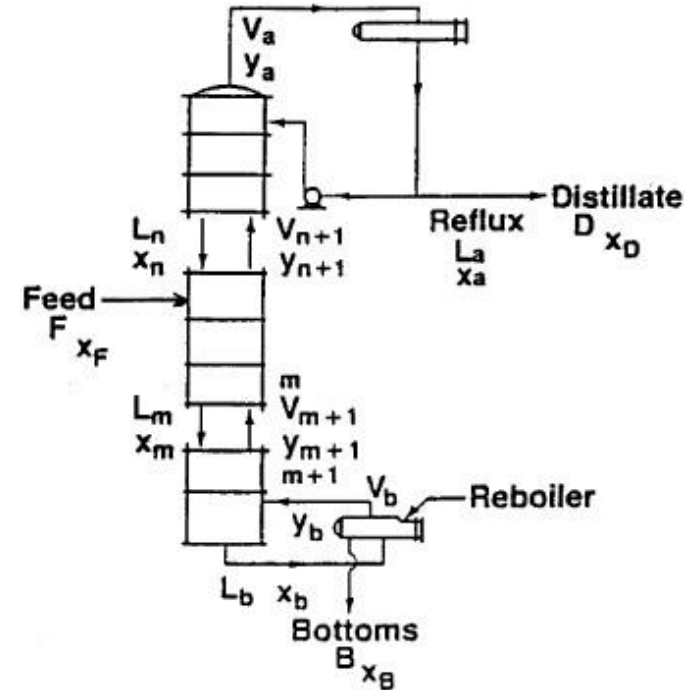 Va
ya
Distillate
D xD
Reflux
La
xa
Ln Vn+1
xn yn+1
Feed
F xF
m
Lm Vm+1
xm ym+1
m+1
Vb
Reboiler
yb
Lb xb
Bottoms
B xB